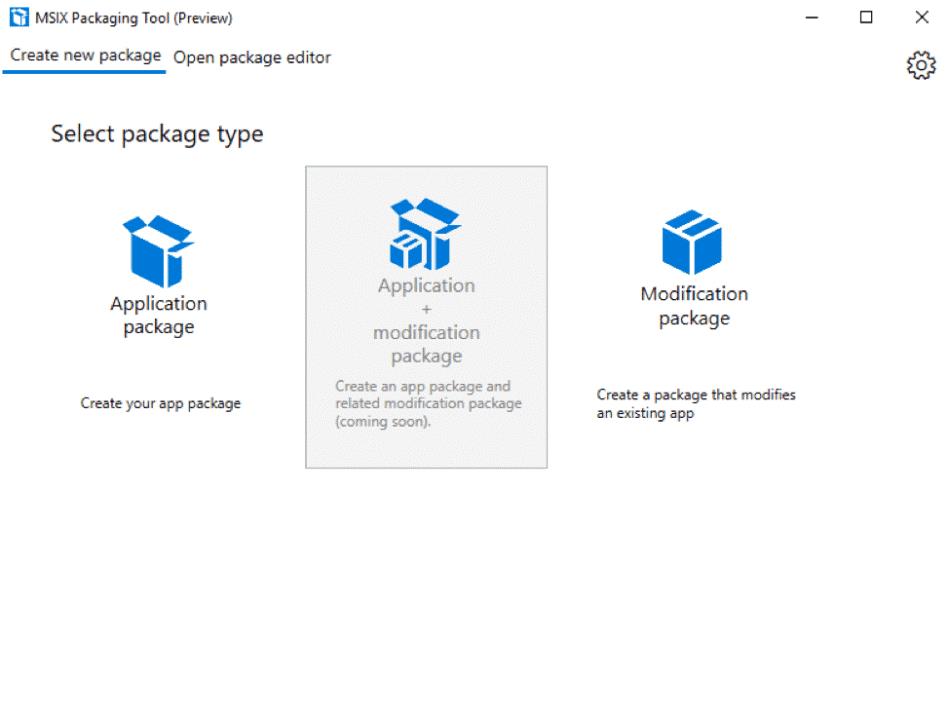 MSIX Packaging Tool (Preview)
Create new package
Open package editor
Select package type
Application
package
Create your app package
Application
+
modification
package
Create an app package and
related modification package
(coming soon).
Modification
package
Create a package that modifies
an existing app